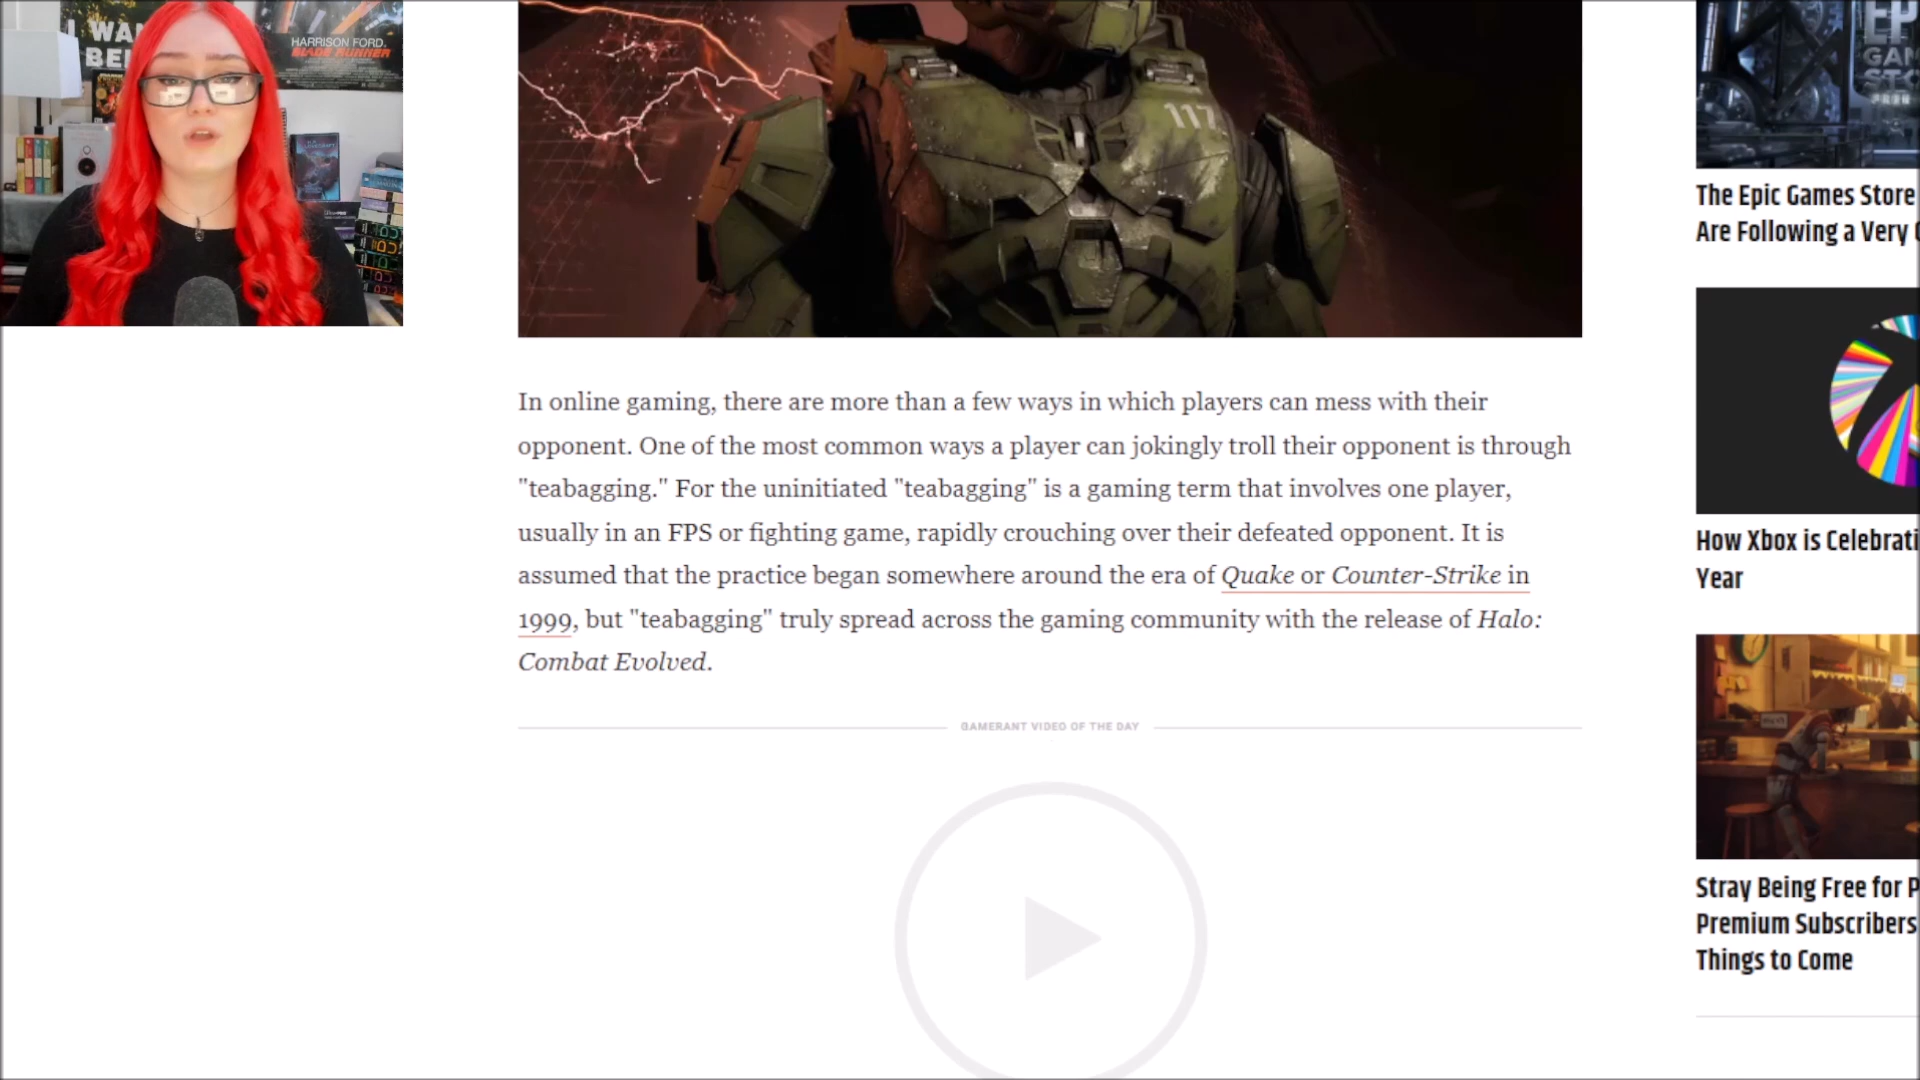 HARRISON FORD.
BLADE RUNNER
117
In online gaming, there are more than a few ways in which players can mess with their
opponent. One of the most common ways a player can jokingly troll their opponent is through
"teabagging." For the uninitiated "teabagging" is a gaming term that involves one player,
usually in an FPS or fighting game, rapidly crouching over their defeated opponent. It is
assumed that the practice began somewhere around the era of Quake or Counter-Strike in
1999, but "teabagging" truly spread across the gaming community with the release of Halo:
Combat Evolved.
GAMERANT VIDEO OF THE DAY
The Epic Games Store
Are Following a Very
How Xbox is Celebrati
Year
Stray Being Free for P
Premium Subscribers
Things to Come